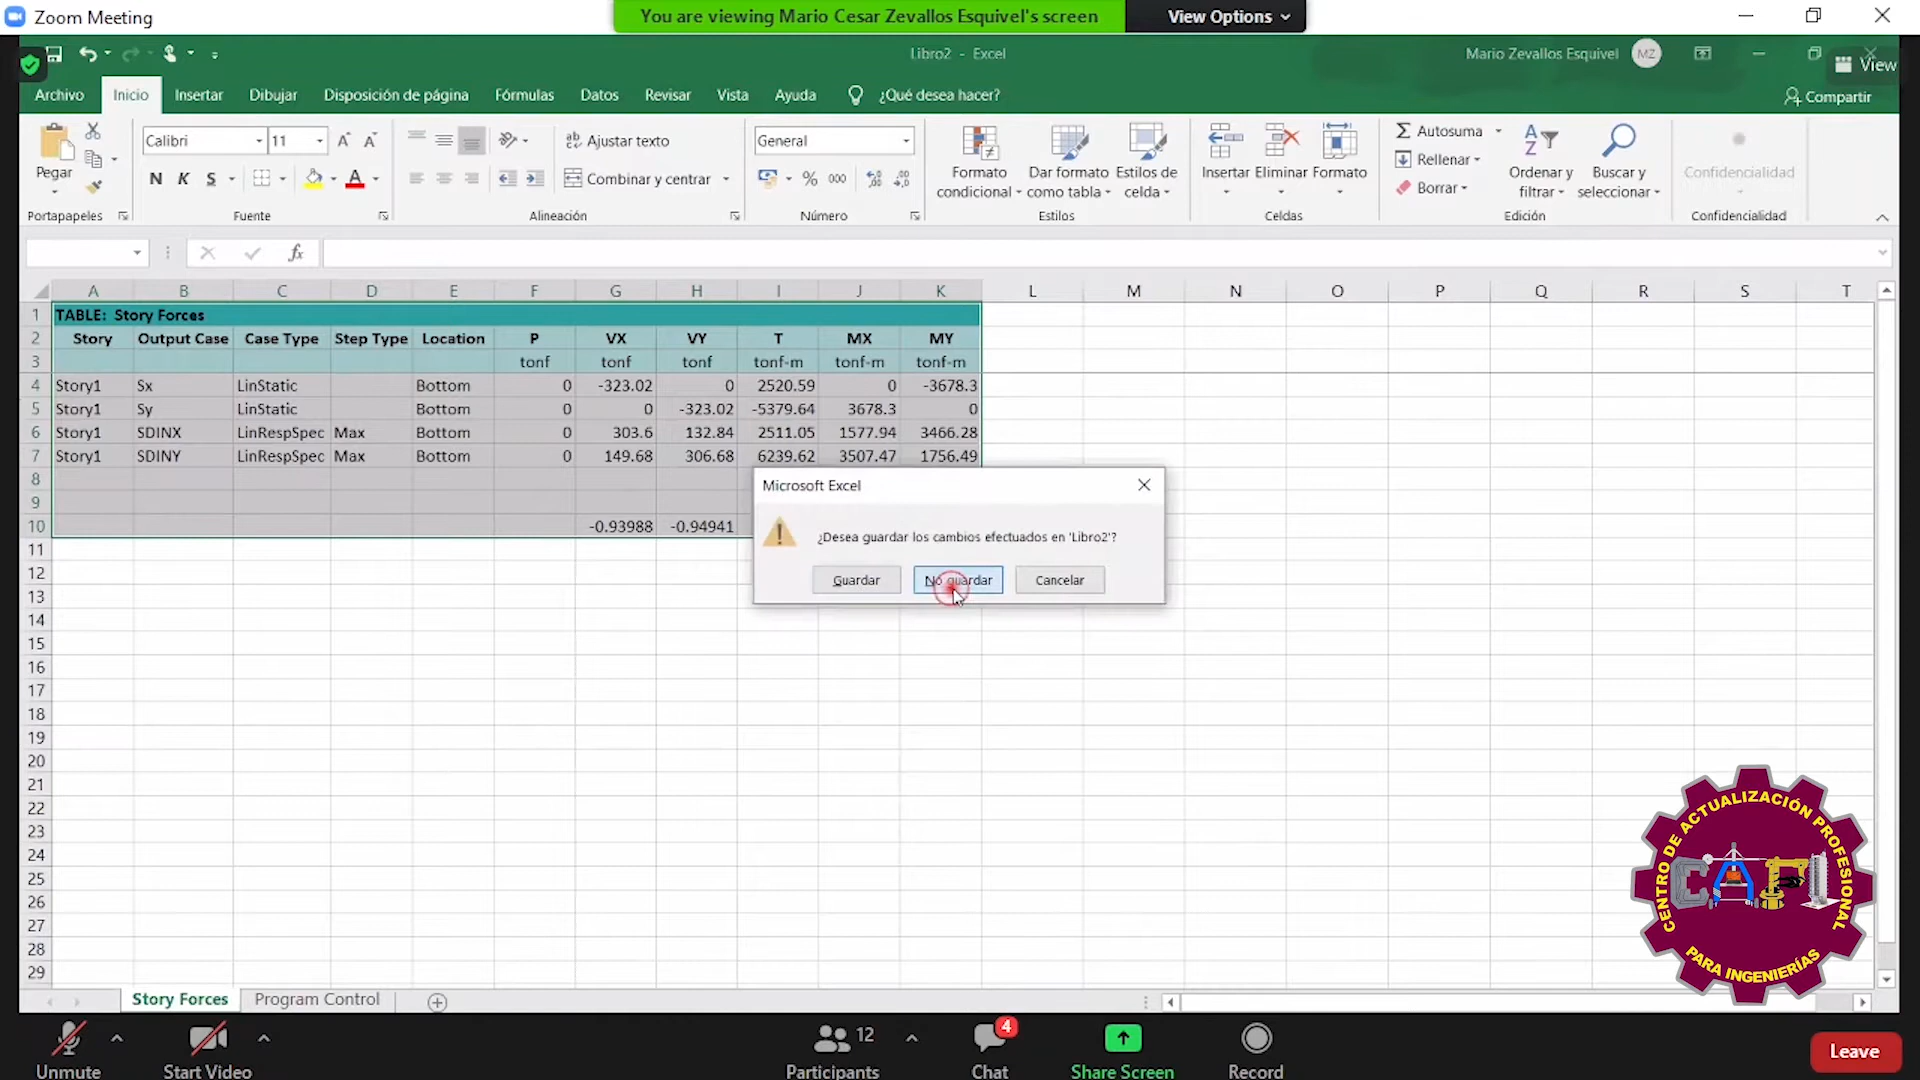 Zoom Meeting
You are viewing Mario Cesar Zevallos Esquivel's screen
View Options
Libro2 - Excel
Mario Zevallos Esquivel
MZ
View
Archivo Inicio Insertar Dibujar Disposición de página Fórmulas Datos Revisar Vista Ayuda ¿Qué desea hacer?
Compartir
Pegar
Portapapeles
Calibri 11
N K S
Fuente
Ajustar texto
Combinar y centrar
Alineación
General
% 000
Número
Formato condicional
Dar formato como tabla
Estilos de celda
Estilos
Insertar Eliminar Formato
Celdas
Autosuma
Rellenar
Borrar
Ordenar y filtrar
Buscar y seleccionar
Edición
Confidencialidad
Confidencialidad
fx
A B C D E F G H I J K L M N O P Q R S T
1 TABLE: Story Forces
2 Story Output Case Case Type Step Type Location P VX VY T MX MY
3 tonf tonf tonf tonf-m tonf-m tonf-m
4 Story1 Sx LinStatic Bottom 0 -323.02 0 2520.59 0 -3678.3
5 Story1 Sy LinStatic Bottom 0 0 -323.02 -5379.64 3678.3 0
6 Story1 SDINX LinRespSpec Max Bottom 0 303.6 132.84 2511.05 1577.94 3466.28
7 Story1 SDINY LinRespSpec Max Bottom 0 149.68 306.68 6239.62 3507.47 1756.49
8
9
10 -0.93988 -0.94941
Microsoft Excel
¿Desea guardar los cambios efectuados en 'Libro2'?
Guardar No guardar Cancelar
11
12
13
14
15
16
17
18
19
20
21
22
23
24
25
26
27
28
29
CENTRO DE ACTUALIZACIÓN PROFESIONAL
CAPI
PARA INGENIERÍAS
Story Forces Program Control
Unmute
Start Video
12
Participants
4
Chat
Share Screen
Record
Leave